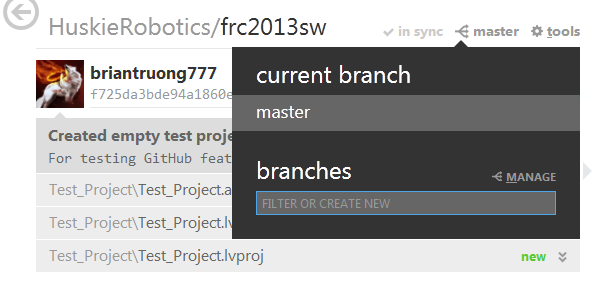 HuskieRobotics/frc2013sw
in sync master tools
briantruong777
f725da3bde94a1860e
current branch
master
Created empty test proje
For testing GitHub feat
branches
MANAGE
FILTER OR CREATE NEW
Test_Project\Test_Project.a
Test_Project\Test_Project.lv
Test_Project\Test_Project.lvproj new